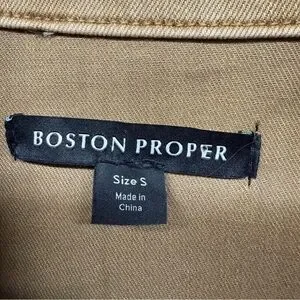 BOSTON PROPER
Size S
Made in
China